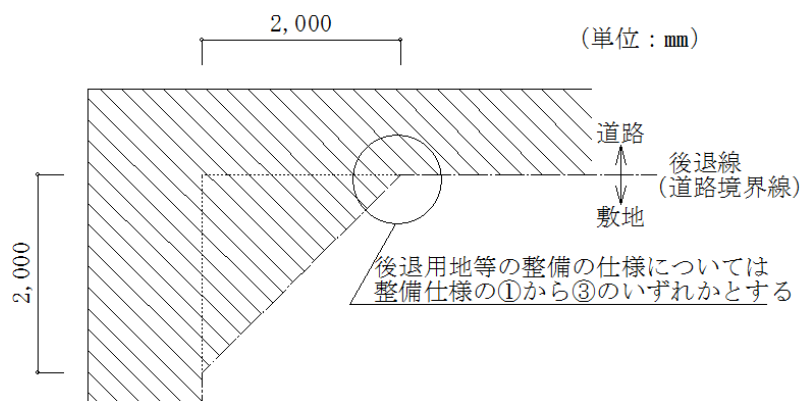 2,000
(単位：mm)
道路
後退線
(道路境界線)
敷地
2,000
後退用地等の整備の仕様については
整備仕様の①から③のいずれかとする